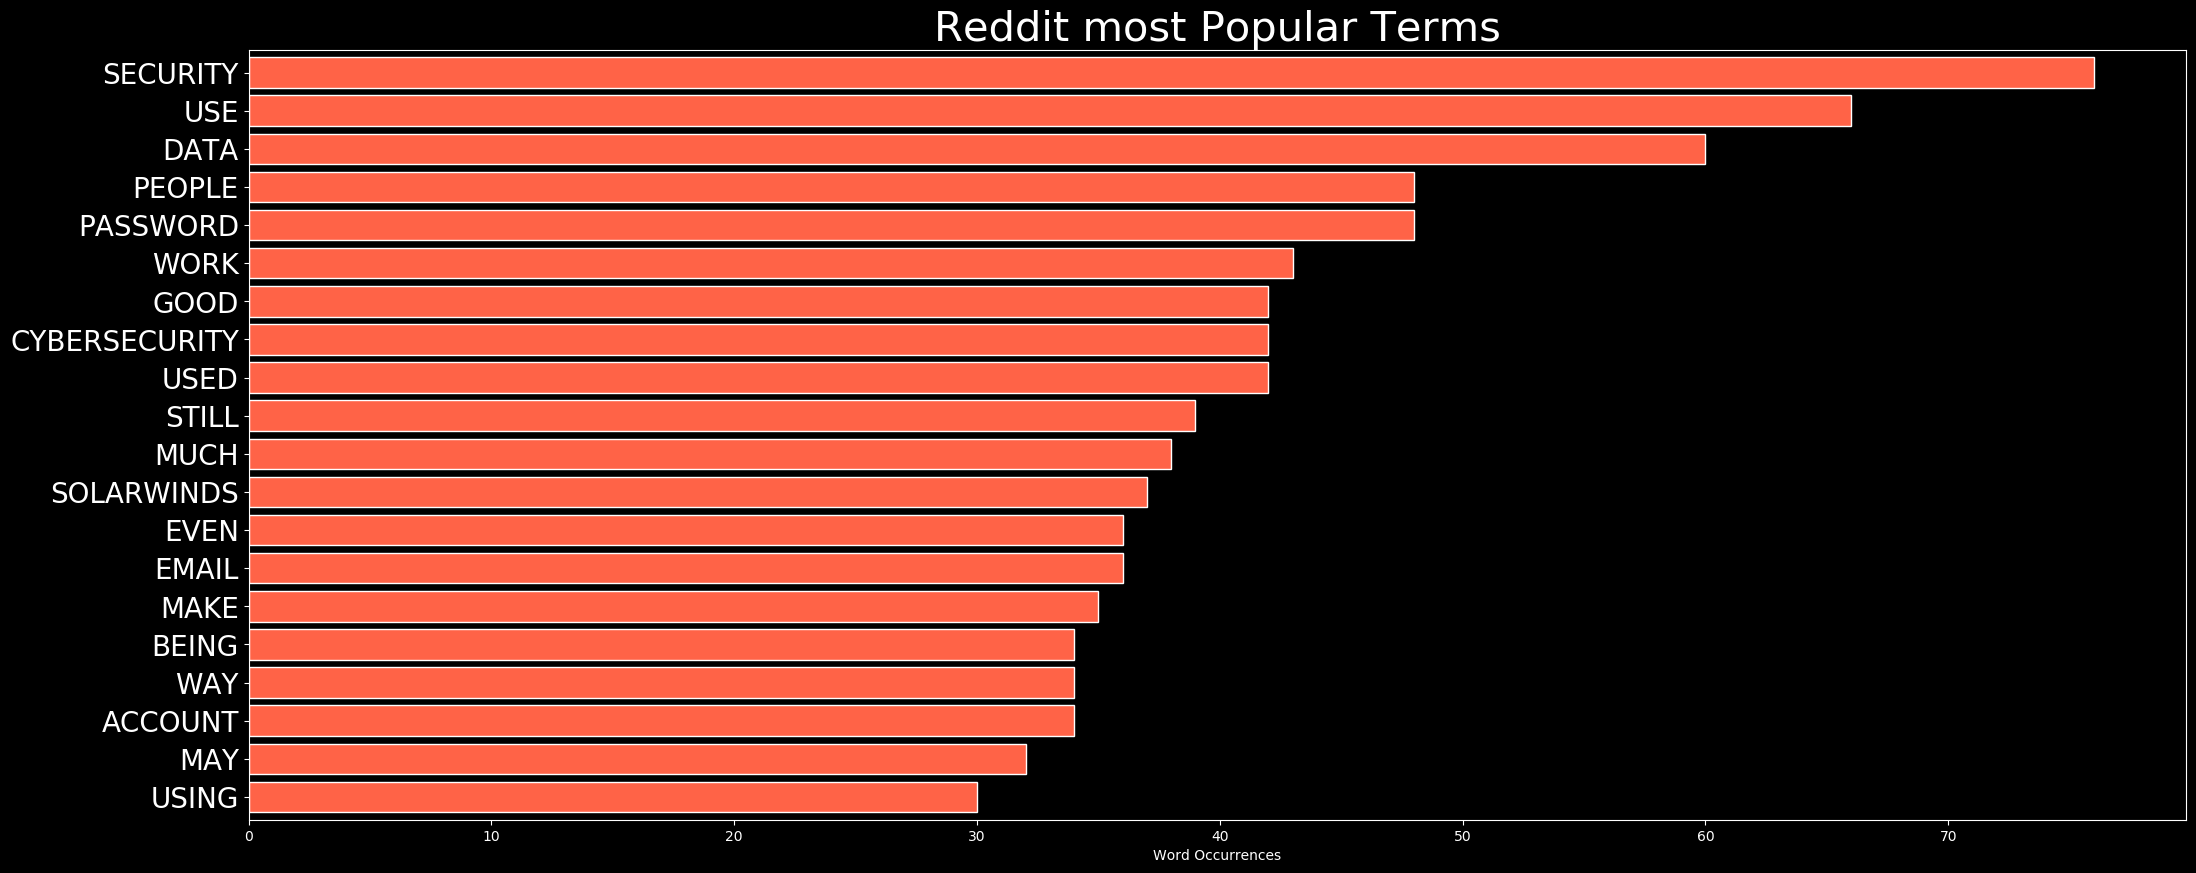 Reddit most Popular Terms
SECURITY
USE
DATA
PEOPLE
PASSWORD
WORK
GOOD
CYBERSECURITY
USED
STILL
MUCH
SOLARWINDS
EVEN
EMAIL
MAKE
BEING
WAY
ACCOUNT
MAY
USING
0 10 20 30 40 50 60 70
Word Occurrences